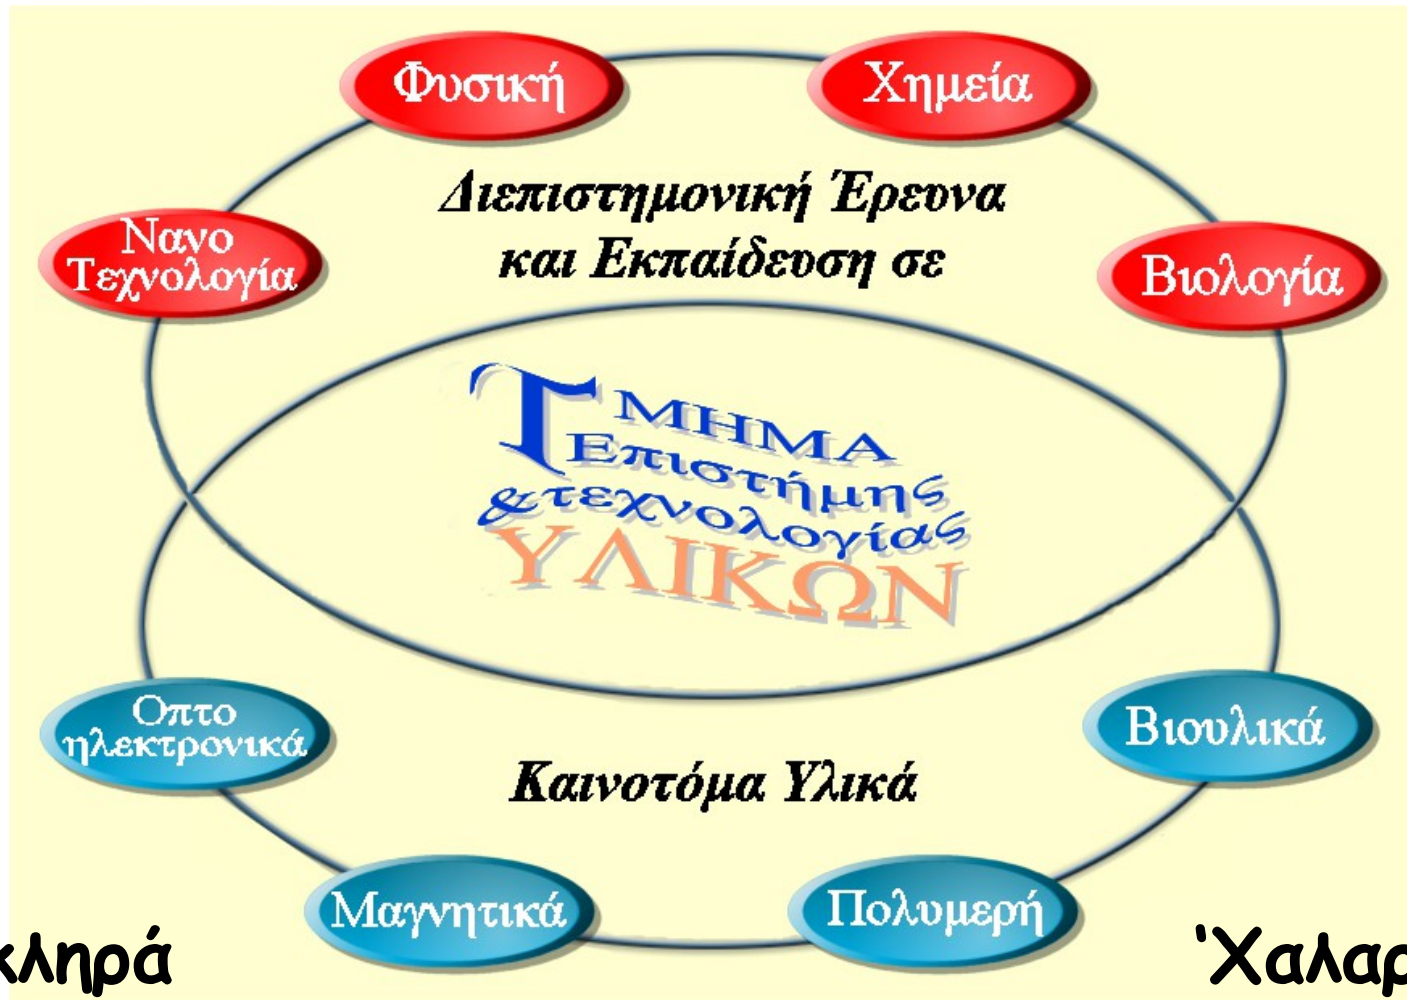 Φυσική
Χημεία
Διεπιστημονική Έρευνα
και Εκπαίδευση σε
Νανο
Τεχνολογία
Βιολογία
ΤΜΗΜΑ
Επιστήμης
&τεχνολογίας
ΥΛΙΚΩΝ
Οπτο
ηλεκτρονικά
Βιουλικά
Καινοτόμα Υλικά
Μαγνητικά
Πολυμερή